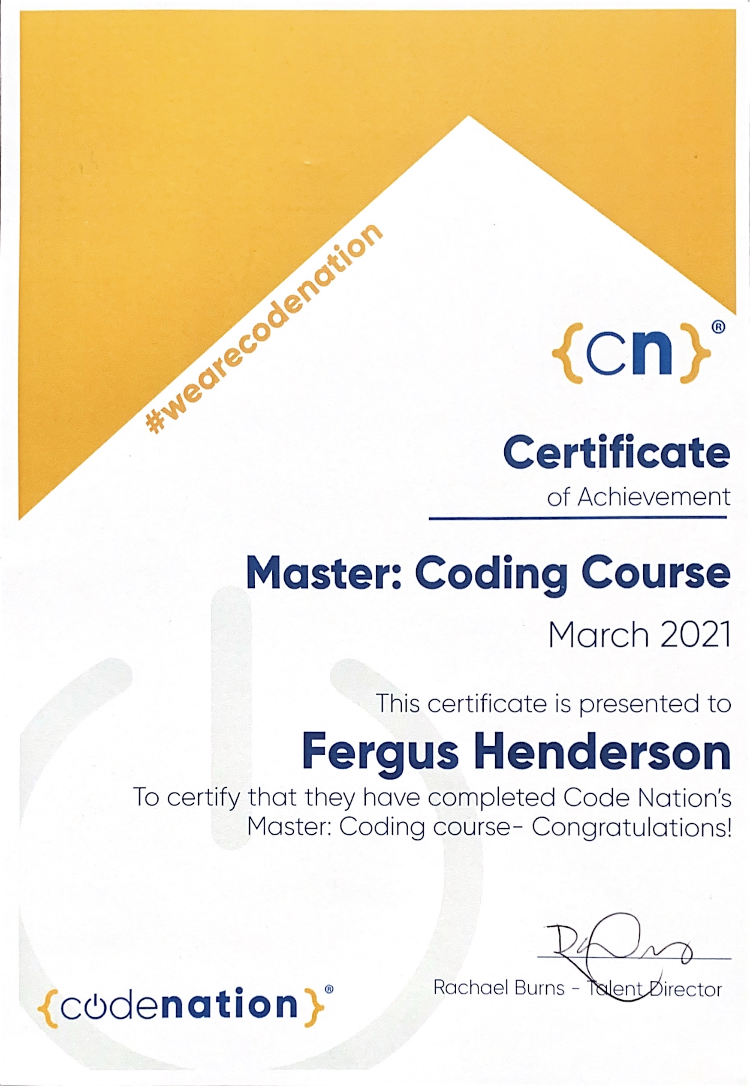 #wearecodenation
{cn}®
Certificate
of Achievement
Master: Coding Course
March 2021
This certificate is presented to
Fergus Henderson
To certify that they have completed Code Nation's
Master: Coding course- Congratulations!
Rachael Burns - Talent Director
{codenation}®